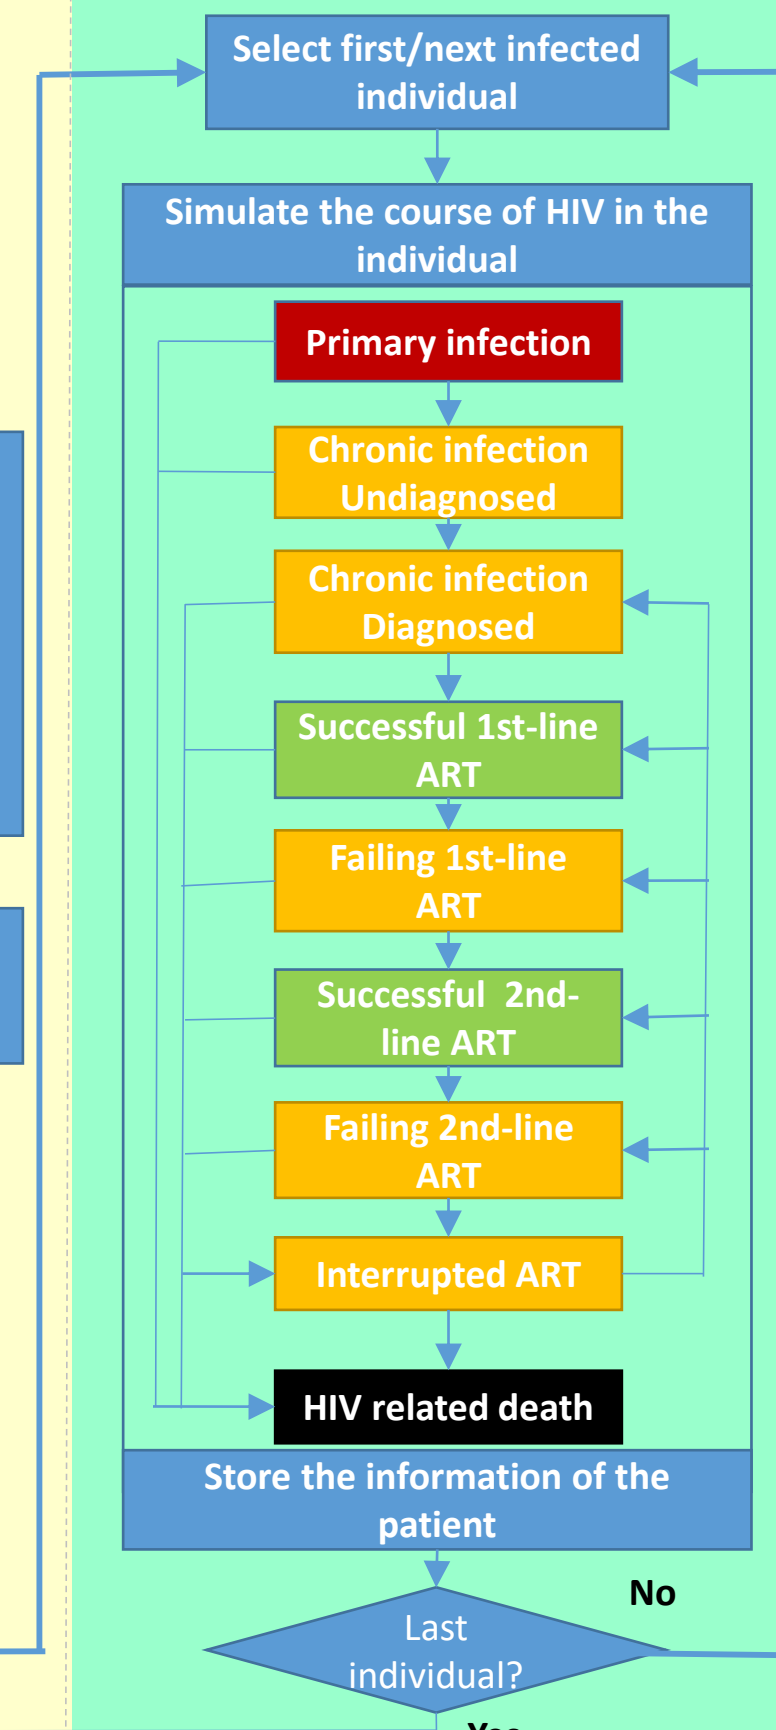 Select first/next infected
individual
Simulate the course of HIV in the
individual
Primary infection
Chronic infection
Undiagnosed
Chronic infection
Diagnosed
Successful 1st-line
ART
Failing 1st-line
ART
Successful 2nd-
line ART
Failing 2nd-line
ART
Interrupted ART
HIV related death
Store the information of the
patient
No
Last
individual?
Yes